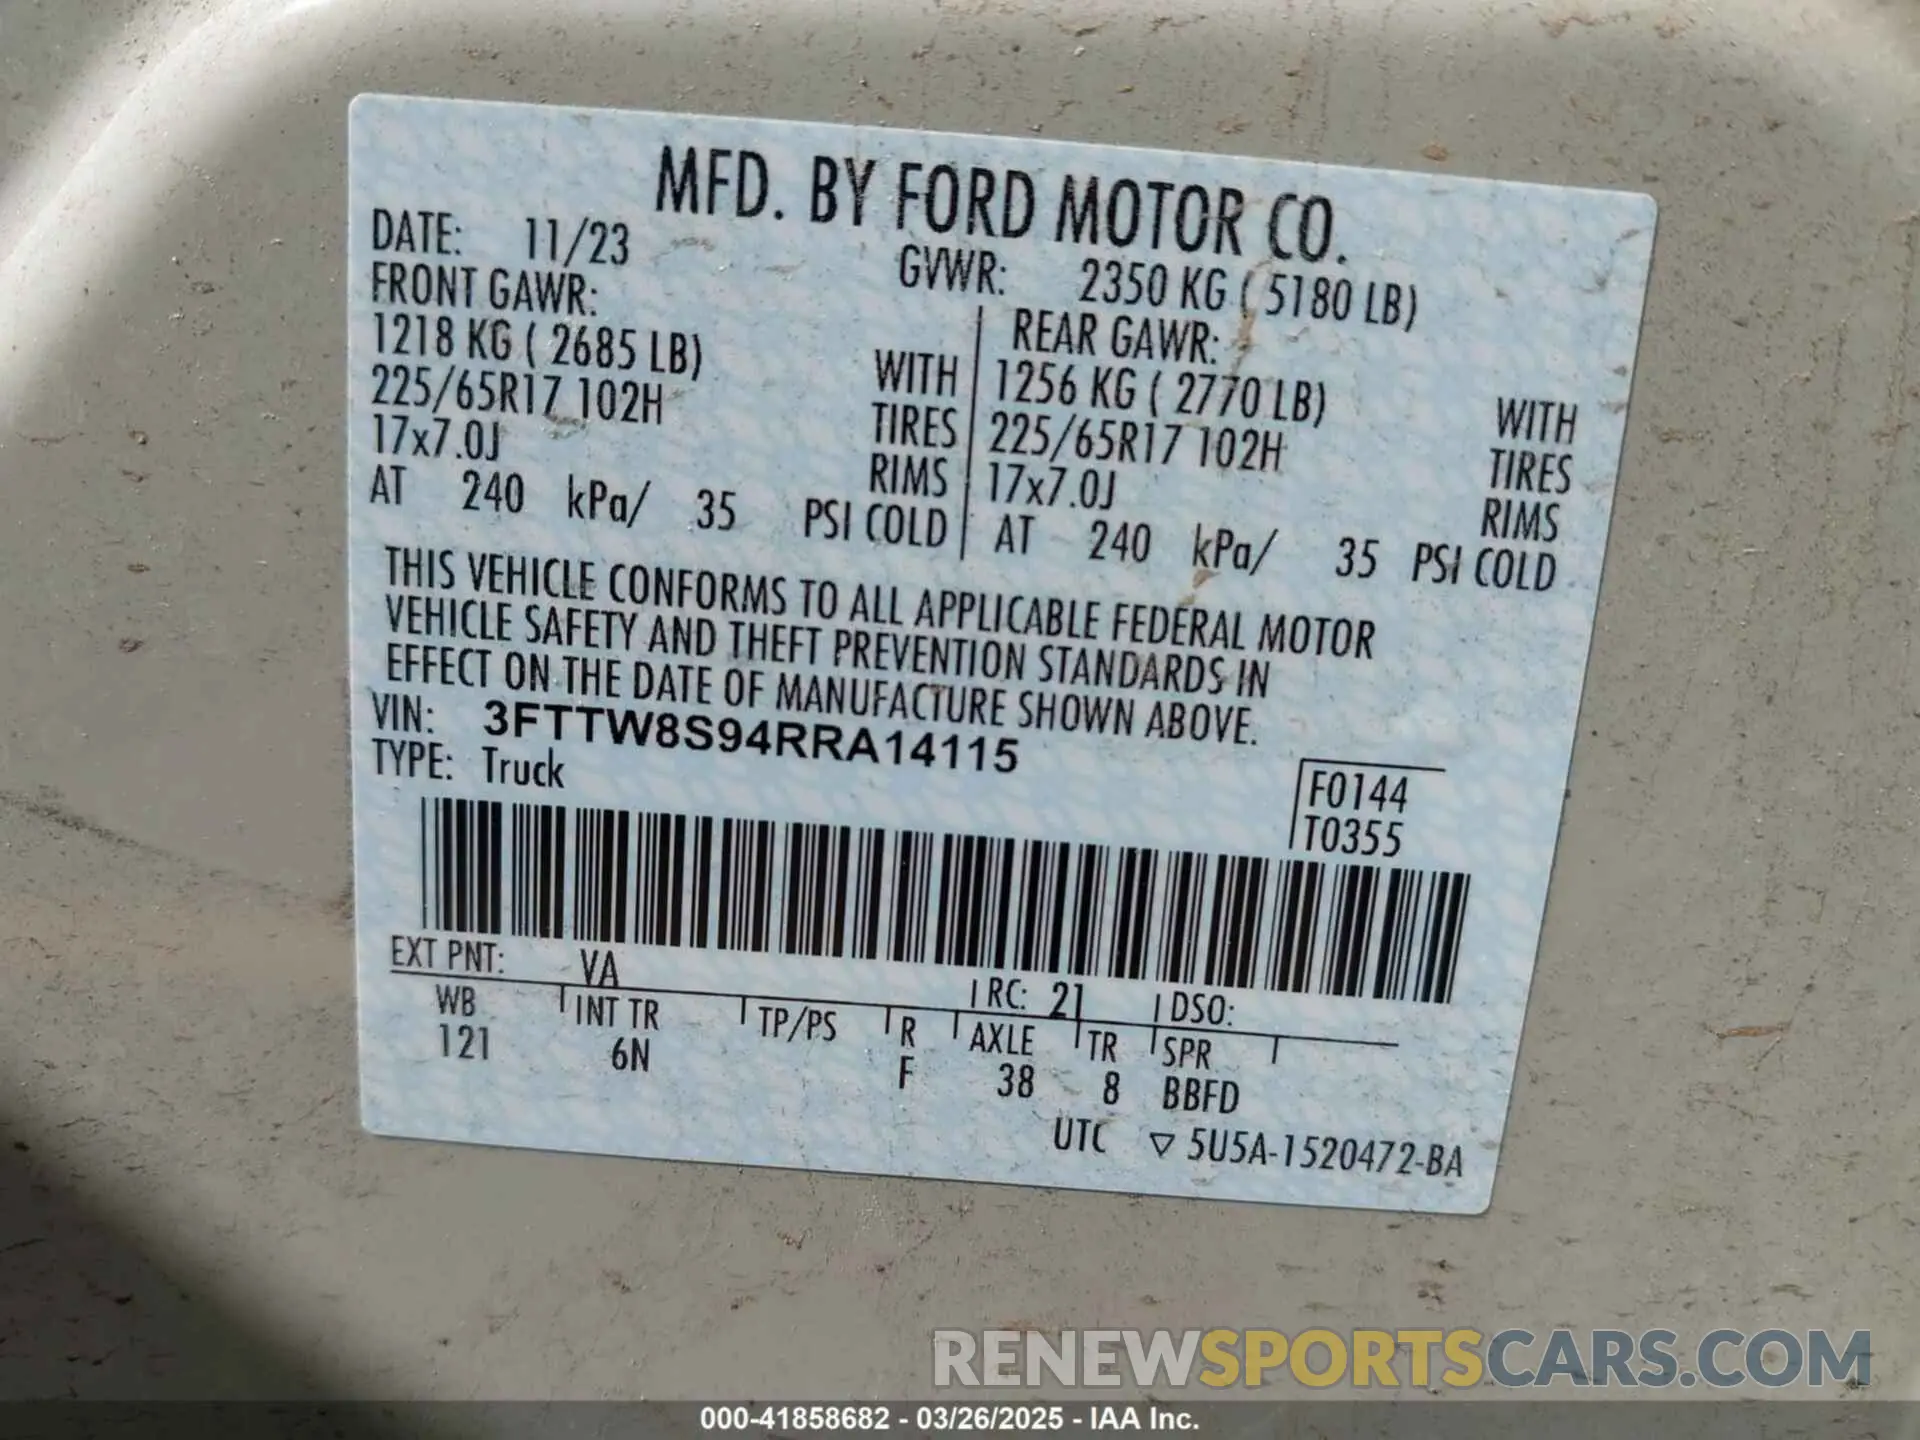 MFD. BY FORD MOTOR CO.
DATE: 11/23
GVWR: 2350 KG ( 5180 LB)
FRONT GAWR:
1218 KG ( 2685 LB) WITH
225/65R17 102H TIRES
17x7.0J RIMS
AT 240 kPa/ 35 PSI COLD
REAR GAWR:
1256 KG ( 2770 LB) WITH
225/65R17 102H TIRES
17x7.0J RIMS
AT 240 kPa/ 35 PSI COLD
THIS VEHICLE CONFORMS TO ALL APPLICABLE FEDERAL MOTOR
VEHICLE SAFETY AND THEFT PREVENTION STANDARDS IN
EFFECT ON THE DATE OF MANUFACTURE SHOWN ABOVE.
VIN: 3FTTW8S94RRA14115
TYPE: Truck
F0144
T0355
EXT PNT: VA RC: 21 DSO:
WB INT TR TP/PS R AXLE TR SPR
121 6N F 38 8 BBFD
UTC ▽ 5U5A-1520472-BA
RENEWSPORTSCARS.COM
000-41858682 - 03/26/2025 - IAA Inc.